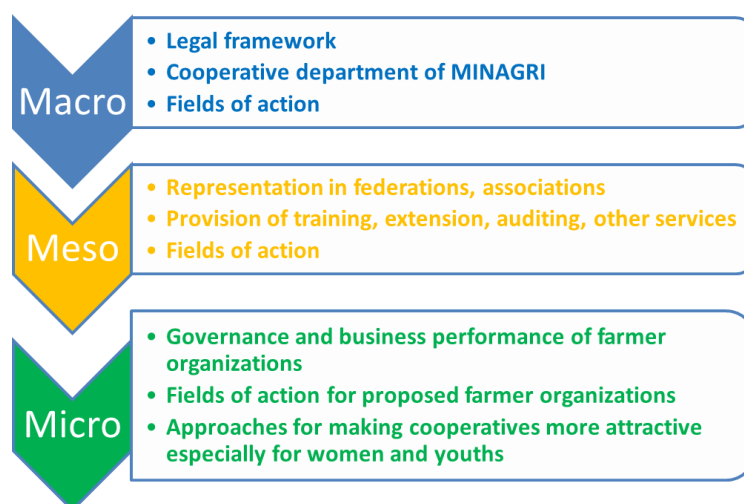 Macro
• Legal framework
• Cooperative department of MINAGRI
• Fields of action
Meso
• Representation in federations, associations
• Provision of training, extension, auditing, other services
• Fields of action
Micro
• Governance and business performance of farmer
organizations
• Fields of action for proposed farmer organizations
• Approaches for making cooperatives more attractive
especially for women and youths